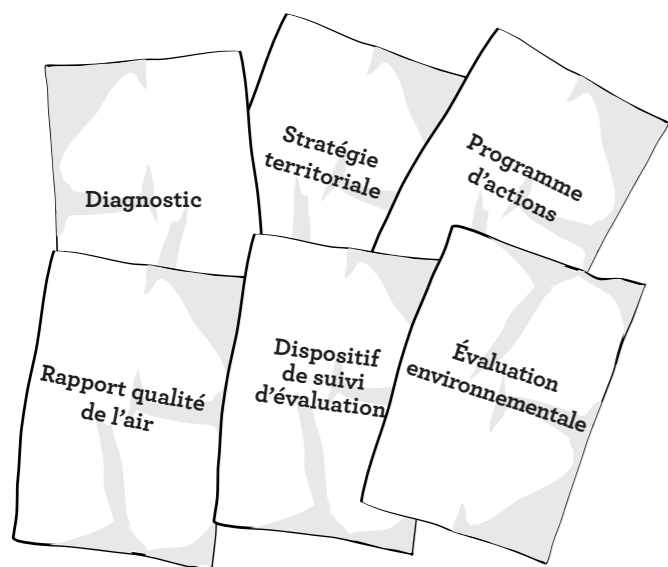 Diagnostic
Stratégie
territoriale
Programme
d'actions
Rapport qualité
de l'air
Dispositif
de suivi
d'évaluation
Évaluation
environnementale